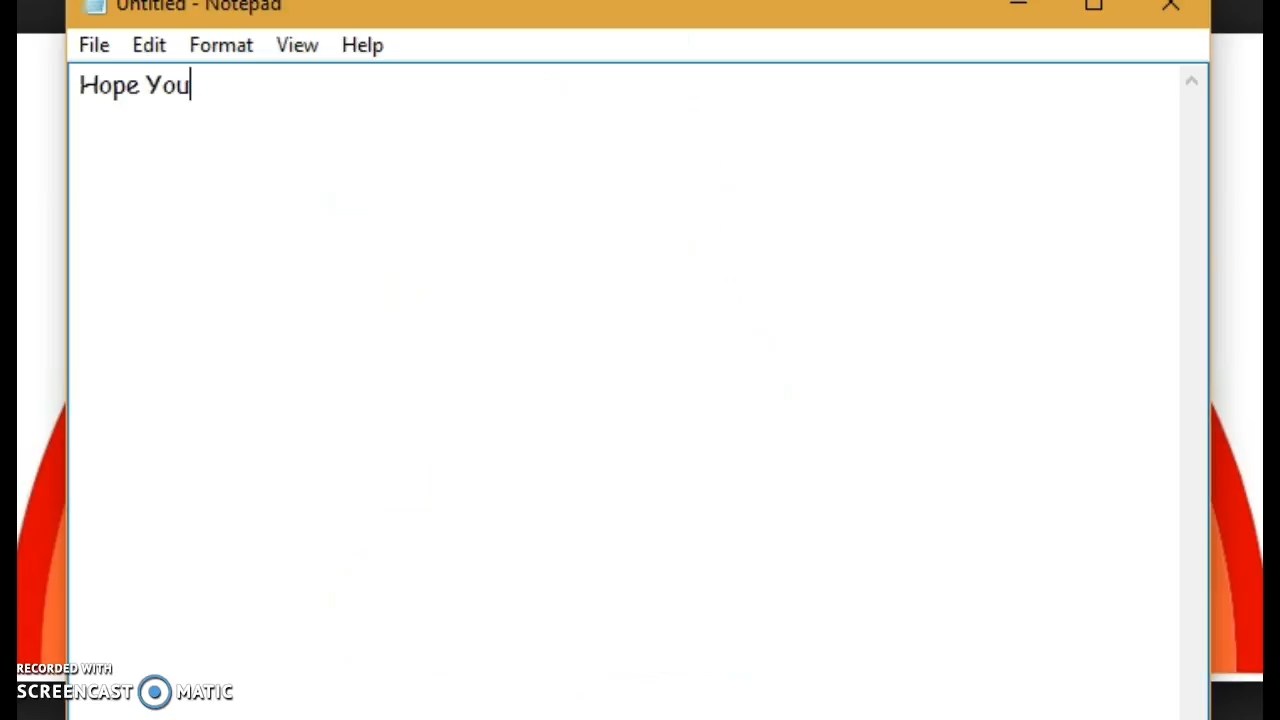 Untitled - Notepad
File Edit Format View Help
Hope You
RECORDED WITH
SCREENCAST MATIC